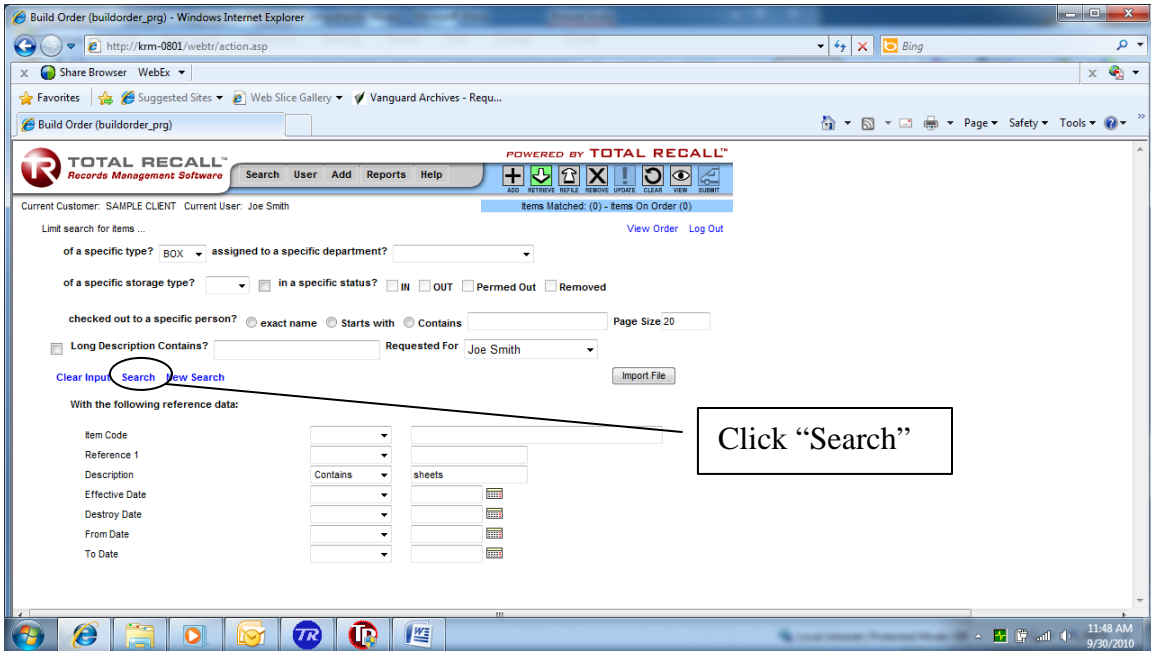 Build Order (buildorder_prg) - Windows Internet Explorer
http://krm-0801/webtr/action.asp
Bing
x Share Browser WebEx x
Favorites Suggested Sites Web Slice Gallery Vanguard Archives - Requ...
Build Order (buildorder_prg) Page Safety Tools »
POWERED BY TOTAL RECALL™
TR TOTAL RECALL™
Records Management Software
Search User Add Reports Help
ADD RETRIEVE REFILE REMOVE UPDATE CLEAR VIEW SUBMIT
Current Customer: SAMPLE CLIENT Current User: Joe Smith Items Matched: (0) - Items On Order (0)
Limit search for items ... View Order Log Out
of a specific type? BOX assigned to a specific department?
of a specific storage type? in a specific status? IN OUT Permed Out Removed
checked out to a specific person? exact name Starts with Contains Page Size 20
Long Description Contains? Requested For Joe Smith
Clear Input Search New Search Import File
With the following reference data:
Click “Search”
Item Code
Reference 1
Description Contains sheets
Effective Date
Destroy Date
From Date
To Date
TR
11:48 AM
9/30/2010